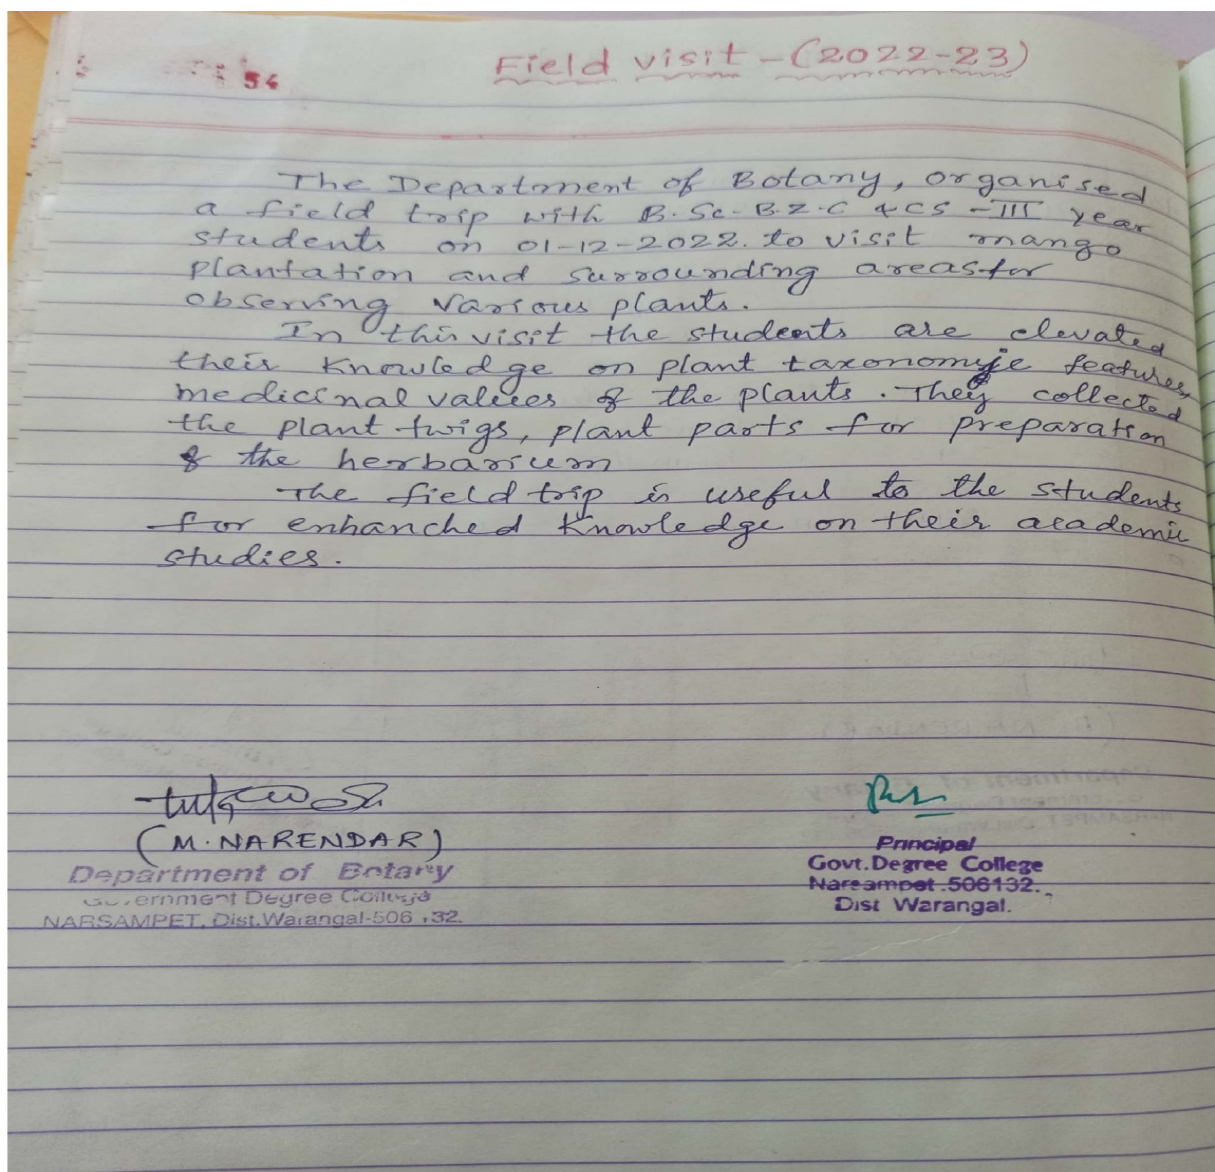 54
Field visit - (2022-23)
The Department of Botany, organised
a field trip with B.Sc. B.Z.C & CS - III year
students on 01-12-2022. to visit mango
plantation and surrounding areas for
observing various plants.
In this visit the students are elevated
their knowledge on plant features,
medicinal values of the plants. They collected
the plant twigs, plant parts for preparation
of the herbarium
The field trip is useful to the students
for enhanched knowledge on their academic
studies.
(M. NARENDAR)
Department of Botany
Government Degree College
NARSAMPET, Dist. Warangal-506 132.
Principal
Govt. Degree College
Narsampet.506132.
Dist Warangal.